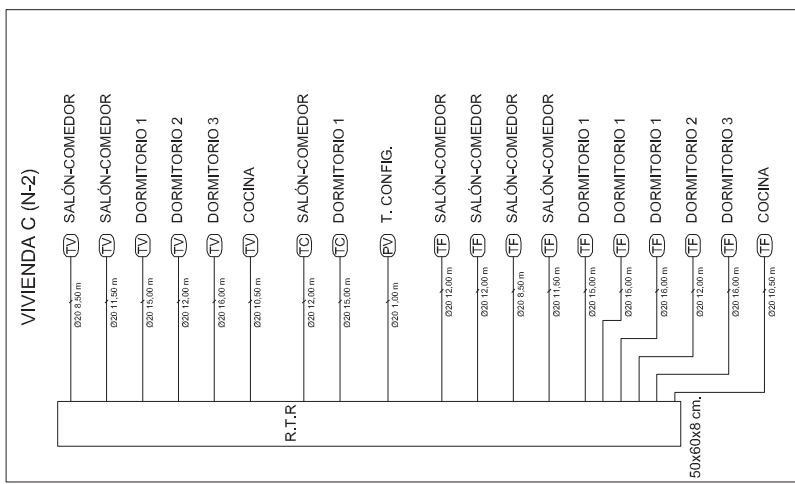 VIVIENDA C (N-2)
TV SALÓN-COMEDOR
Ø20 8,50 m
TV SALÓN-COMEDOR
Ø20 11,50 m
TV DORMITORIO 1
Ø20 15,00 m
TV DORMITORIO 2
Ø20 12,00 m
TV DORMITORIO 3
Ø20 16,00 m
TV COCINA
Ø20 10,50 m
TC SALÓN-COMEDOR
Ø20 12,00 m
TC DORMITORIO 1
Ø20 15,00 m
PV T. CONFIG.
Ø20 1,00 m
TF SALÓN-COMEDOR
Ø20 12,00 m
TF SALÓN-COMEDOR
Ø20 12,00 m
TF SALÓN-COMEDOR
Ø20 8,50 m
TF SALÓN-COMEDOR
Ø20 11,50 m
TF DORMITORIO 1
Ø20 15,00 m
TF DORMITORIO 1
Ø20 15,00 m
TF DORMITORIO 1
Ø20 16,00 m
TF DORMITORIO 2
Ø20 12,00 m
TF DORMITORIO 3
Ø20 16,00 m
TF COCINA
Ø20 10,50 m
R.T.R
50x60x8 cm.